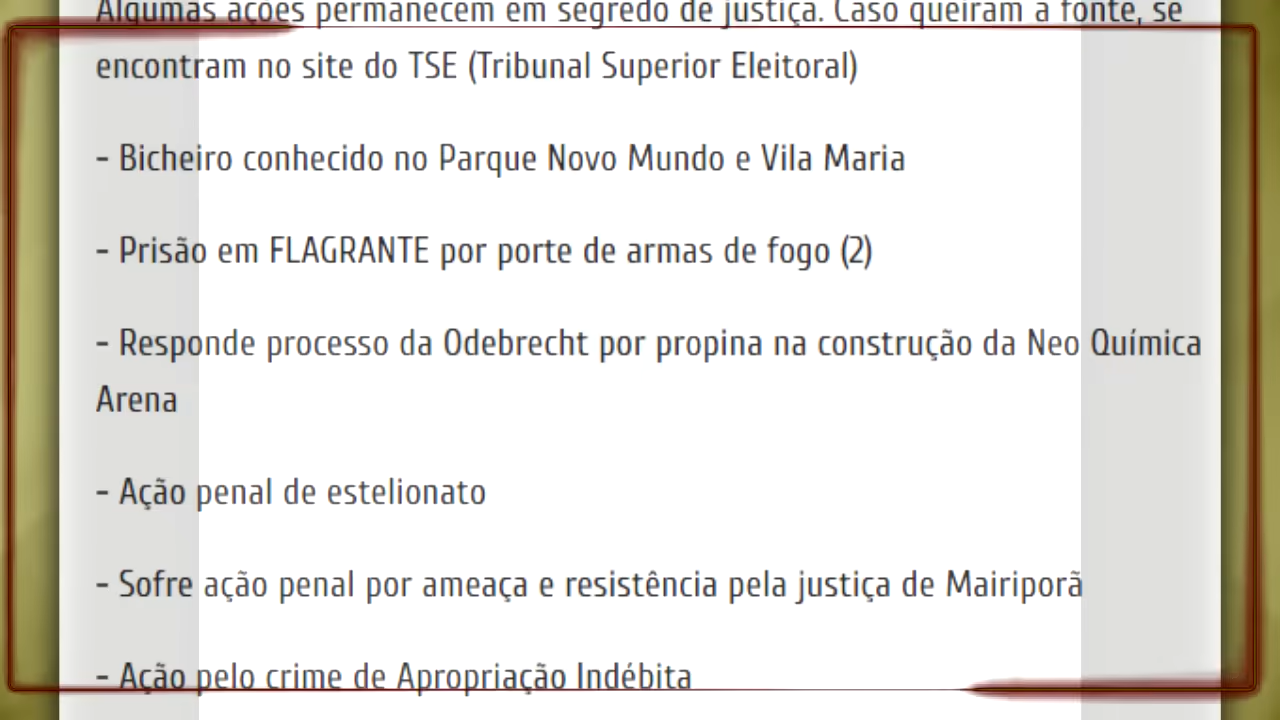 Algumas ações permanecem em segredo de justiça. Caso queiram a fonte, se
encontram no site do TSE (Tribunal Superior Eleitoral)
- Bicheiro conhecido no Parque Novo Mundo e Vila Maria
- Prisão em FLAGRANTE por porte de armas de fogo (2)
- Responde processo da Odebrecht por propina na construção da Neo Química
Arena
- Ação penal de estelionato
- Sofre ação penal por ameaça e resistência pela justiça de Mairiporã
- Ação pelo crime de Apropriação Indébita